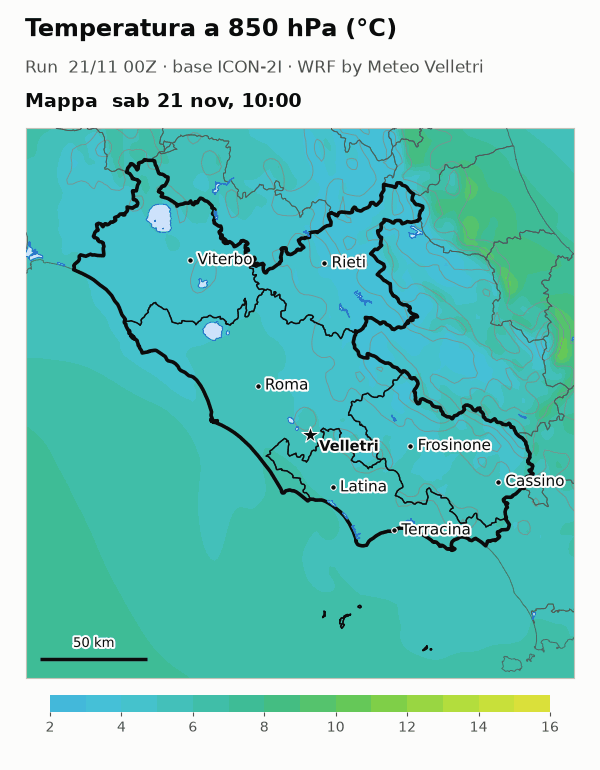 Temperatura a 850 hPa (°C)
Run  21/11 00Z · base ICON-2I · WRF by Meteo Velletri
Mappa  sab 21 nov, 10:00
Viterbo
Rieti
Roma
Velletri
Frosinone
Cassino
Latina
Terracina
50 km
2 4 6 8 10 12 14 16